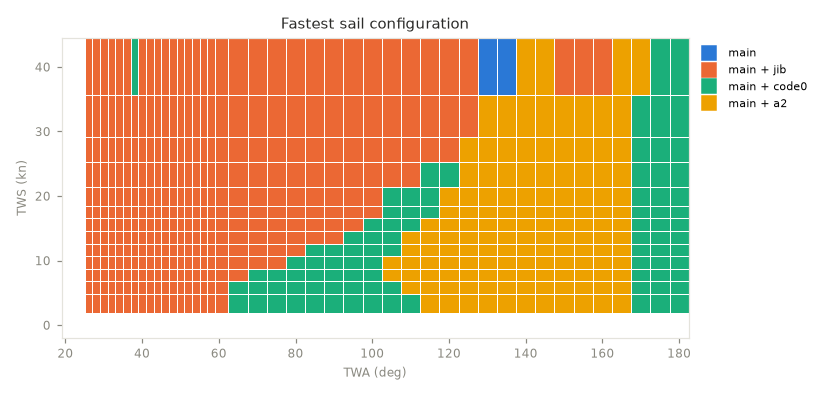 Fastest sail configuration
main
main + jib
main + code0
main + a2
TWS (kn)
40
30
20
10
0
20 40 60 80 100 120 140 160 180
TWA (deg)